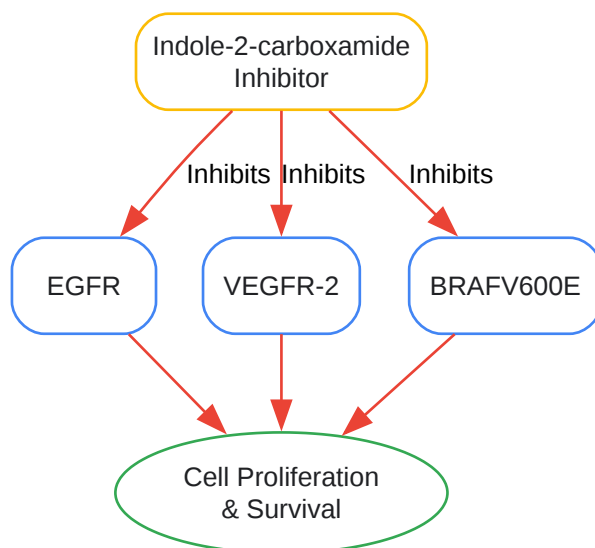 Indole-2-carboxamide
Inhibitor
Inhibits
Inhibits
Inhibits
EGFR
VEGFR-2
BRAFV600E
Cell Proliferation
& Survival